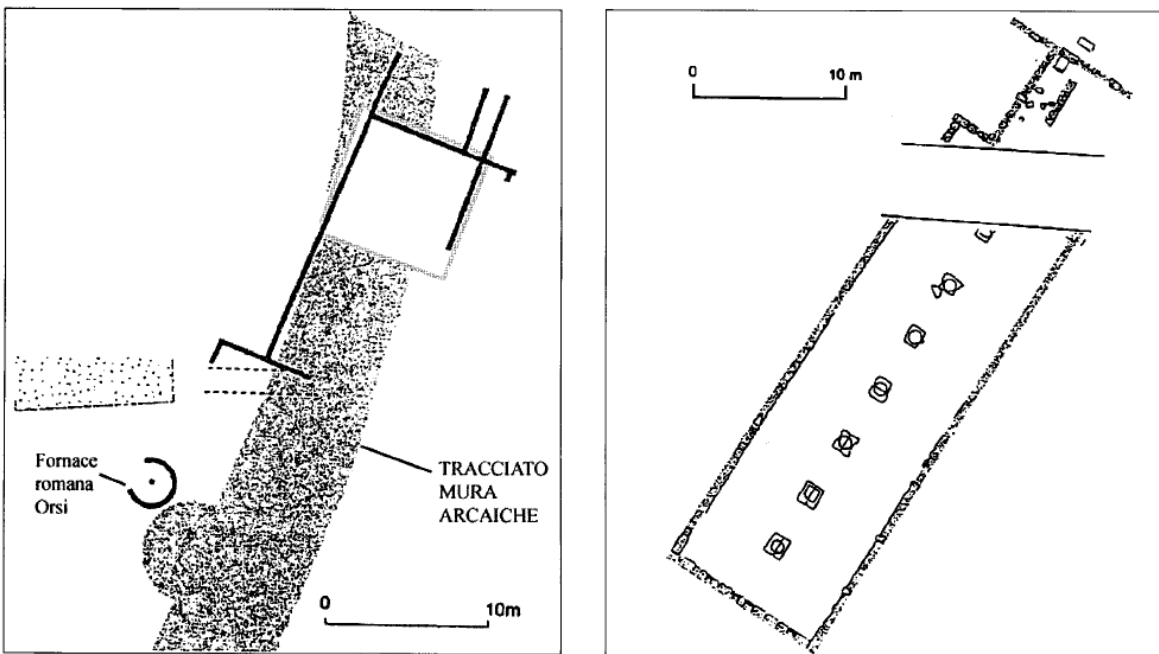 Fornace
romana
Orsi
TRACCIATO
MURA
ARCAICHE
0 10m
0 10 m